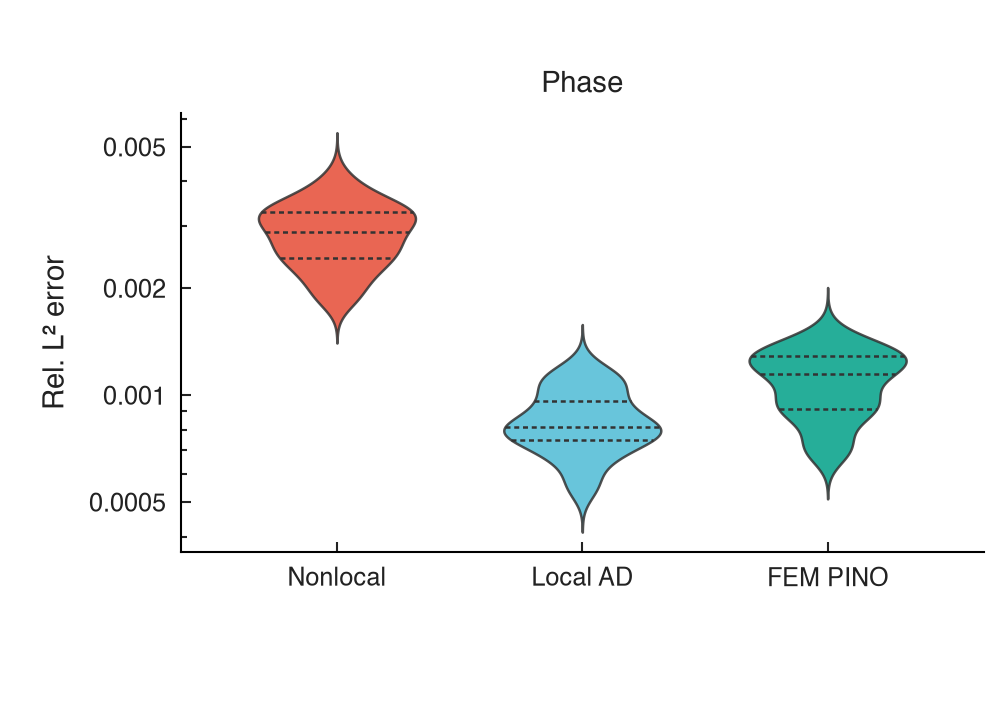 Phase
Rel. L² error
0.005
0.002
0.001
0.0005
Nonlocal
Local AD
FEM PINO